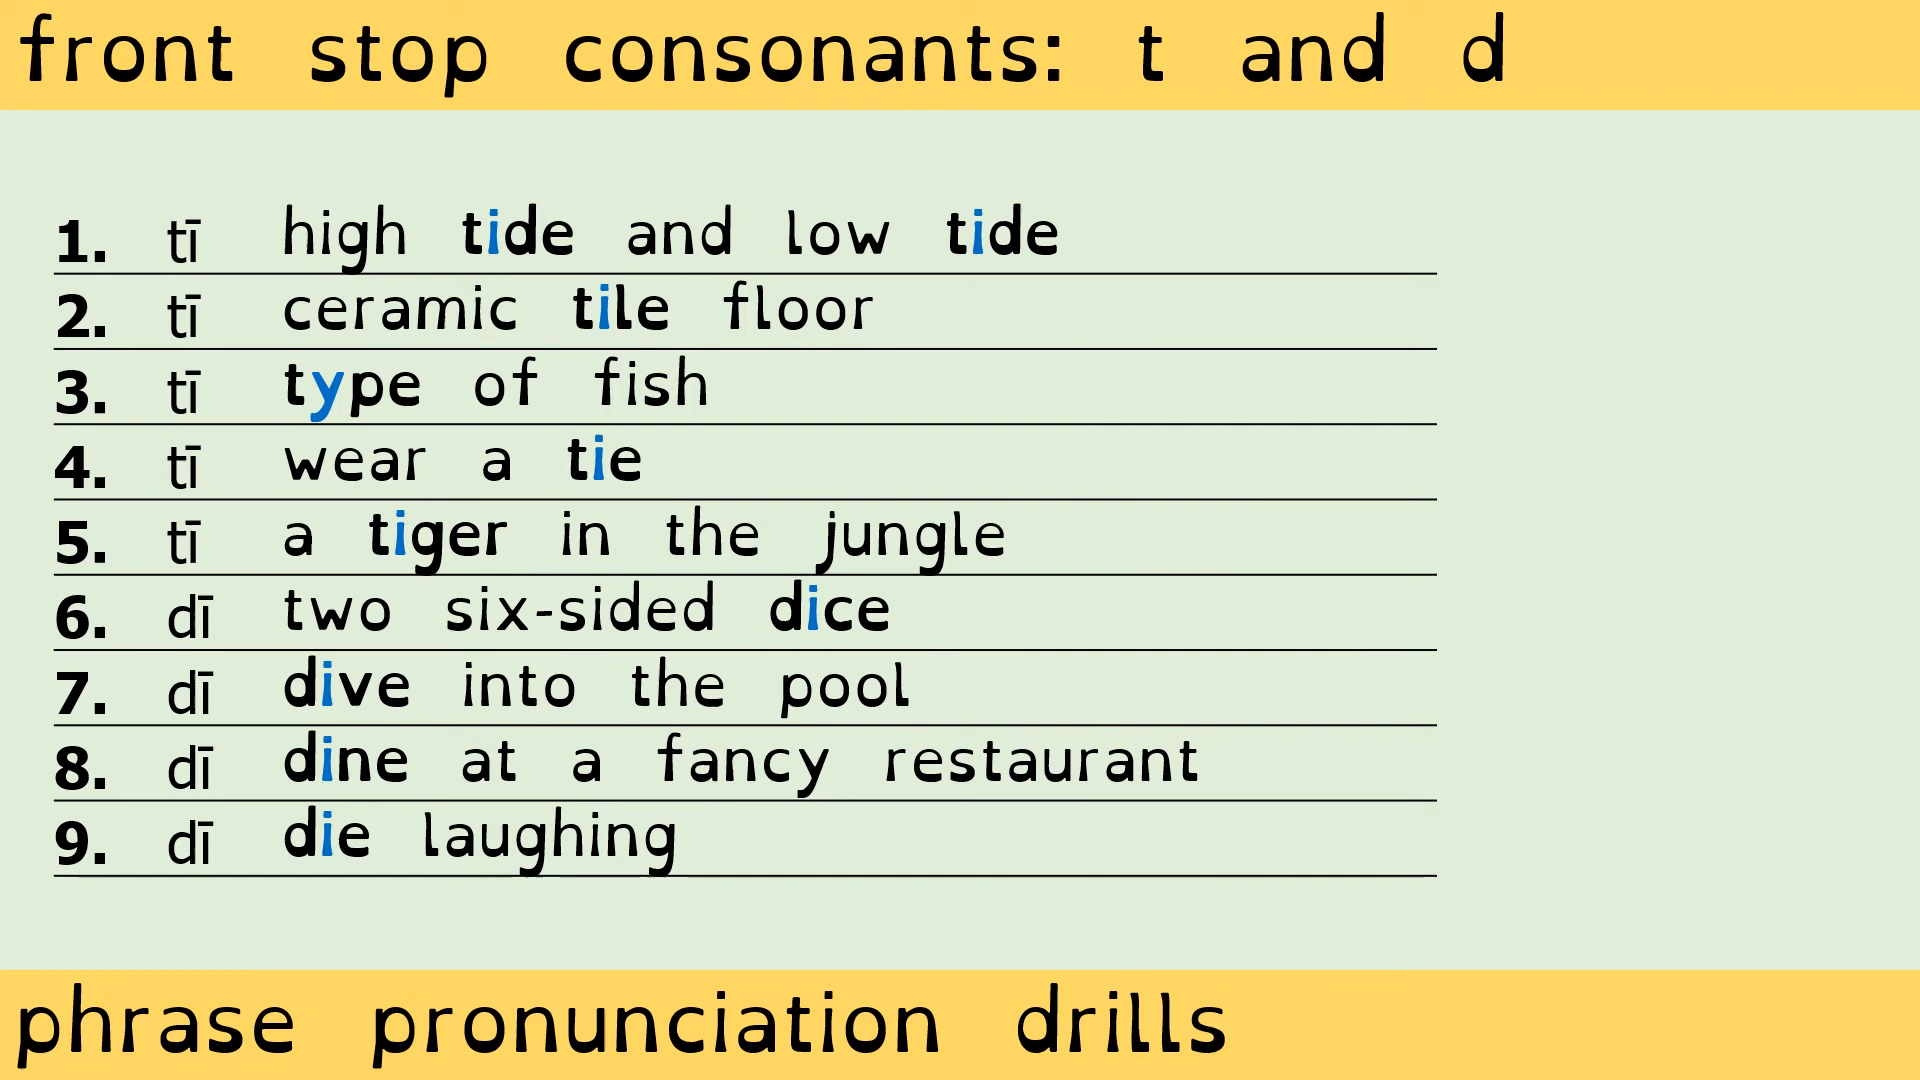 front stop consonants: t and d
1. tī high tide and low tide
2. tī ceramic tile floor
3. tī type of fish
4. tī wear a tie
5. tī a tiger in the jungle
6. dī two six-sided dice
7. dī dive into the pool
8. dī dine at a fancy restaurant
9. dī die laughing
phrase pronunciation drills